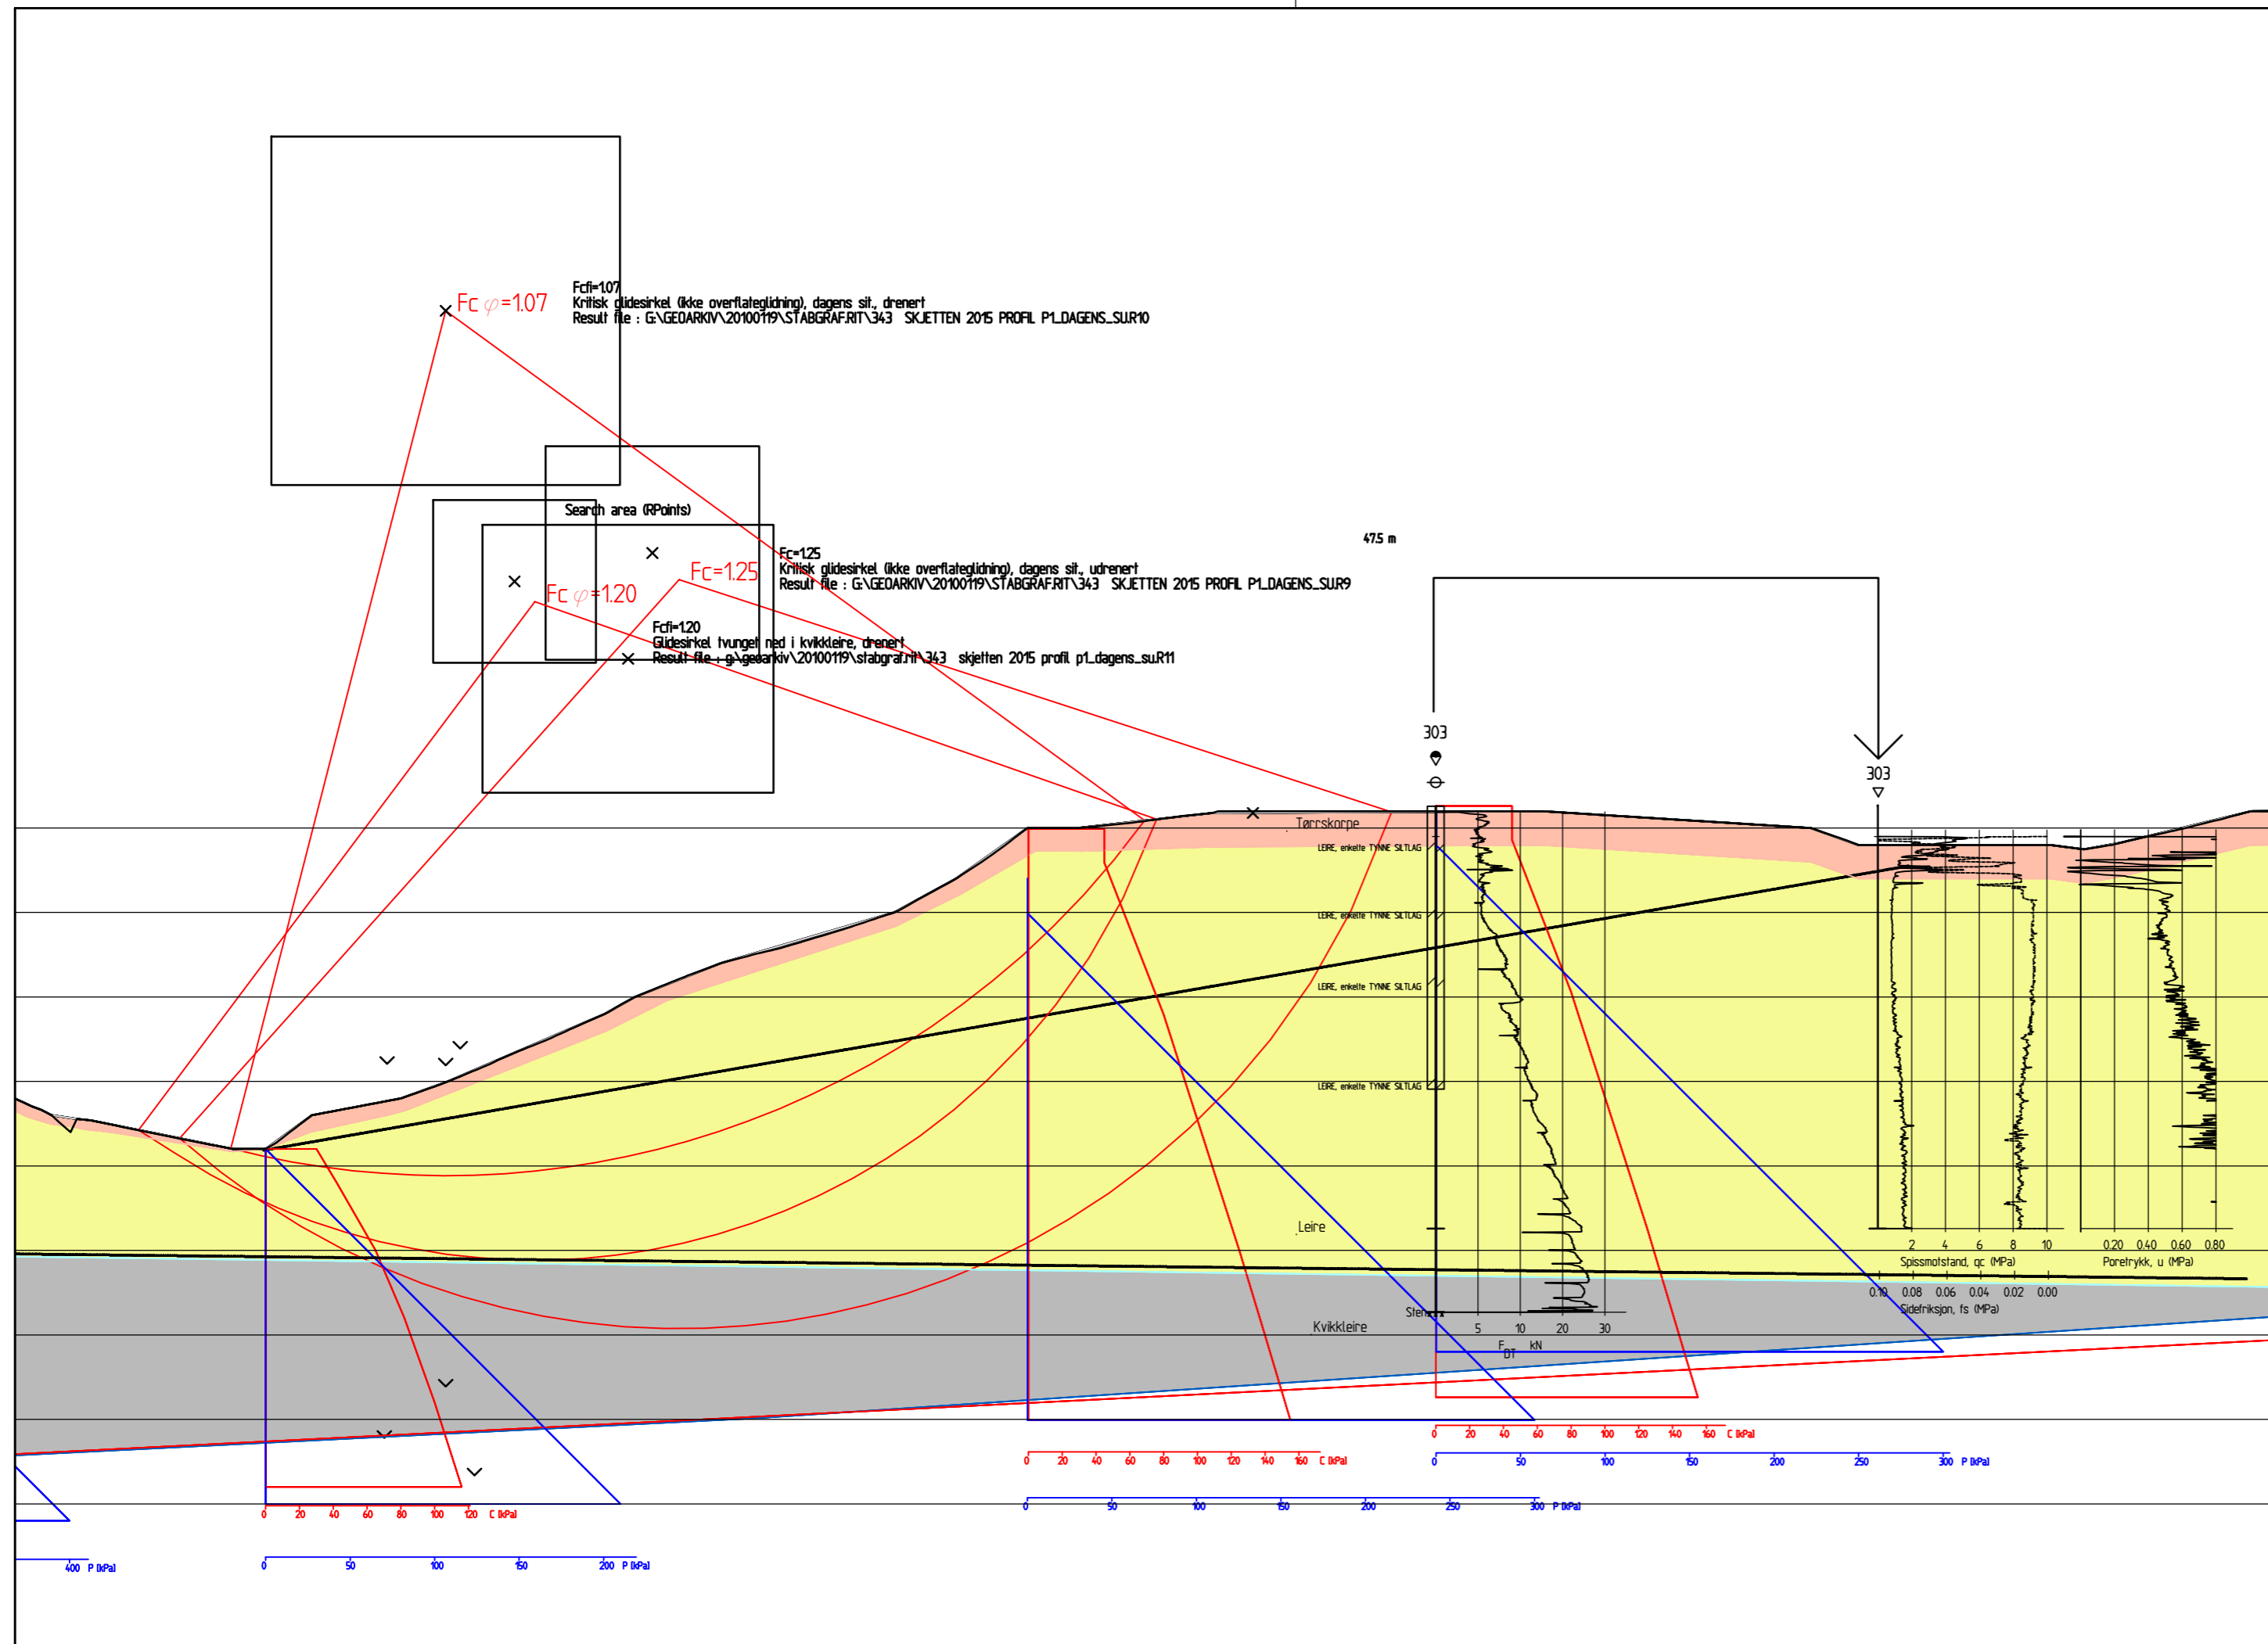 Fc φ=1.07
Fcfi=1.07
Kritisk glidesirkel (ikke overflateglidning), dagens sit., drenert
Result file : G:\GEOARKIV\20100119\STABGRAF.RIT\343 SKJETTEN 2015 PROFIL P1_DAGENS_SU.R10
Search area (RPoints)
47.5 m
Fc=1.25
Fc=1.25
Kritisk glidesirkel (ikke overflateglidning), dagens sit., udrenert
Result file : G:\GEOARKIV\20100119\STABGRAF.RIT\343 SKJETTEN 2015 PROFIL P1_DAGENS_SU.R9
Fc φ=1.20
Fcfi=1.20
Glidesirkel tvunget ned i kvikkleire, drenert
Result file : g:\geoarkiv\20100119\stabgraf.rit\343 skjetten 2015 profil p1_dagens_su.R11
303
303
Tørrskorpe
LEIRE, enkelte TYNNE SILTLAG
LEIRE, enkelte TYNNE SILTLAG
LEIRE, enkelte TYNNE SILTLAG
LEIRE, enkelte TYNNE SILTLAG
Leire
2 4 6 8 10
0.20 0.40 0.60 0.80
Spissmotstand, qc (MPa)
Poretrykk, u (MPa)
0.10 0.08 0.06 0.04 0.02 0.00
Sidefriksjon, fs (MPa)
Stein
Kvikkleire
5 10 20 30
FDT kN
0 20 40 60 80 100 120 140 160 C [kPa]
0 20 40 60 80 100 120 140 160 C [kPa]
0 50 100 150 200 250 300 P [kPa]
0 50 100 150 200 250 300 P [kPa]
0 20 40 60 80 100 120 C [kPa]
400 P [kPa]
0 50 100 150 200 P [kPa]